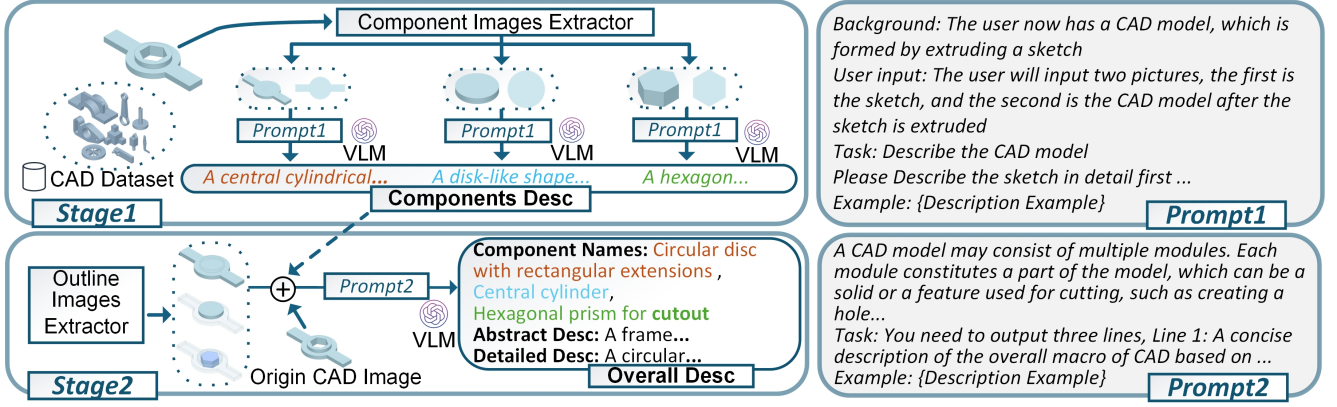 Component Images Extractor
Prompt1
VLM
Prompt1
VLM
Prompt1
VLM
CAD Dataset
A central cylindrical...
A disk-like shape...
A hexagon...
Components Desc
Stage1
Background: The user now has a CAD model, which is
formed by extruding a sketch
User input: The user will input two pictures, the first is
the sketch, and the second is the CAD model after the
sketch is extruded
Task: Describe the CAD model
Please Describe the sketch in detail first ...
Example: {Description Example}
Prompt1
Outline
Images
Extractor
Prompt2
VLM
Origin CAD Image
Component Names: Circular disc
with rectangular extensions ,
Central cylinder,
Hexagonal prism for cutout
Abstract Desc: A frame...
Detailed Desc: A circular...
Overall Desc
Stage2
A CAD model may consist of multiple modules. Each
module constitutes a part of the model, which can be a
solid or a feature used for cutting, such as creating a
hole...
Task: You need to output three lines, Line 1: A concise
description of the overall macro of CAD based on ...
Example: {Description Example}
Prompt2